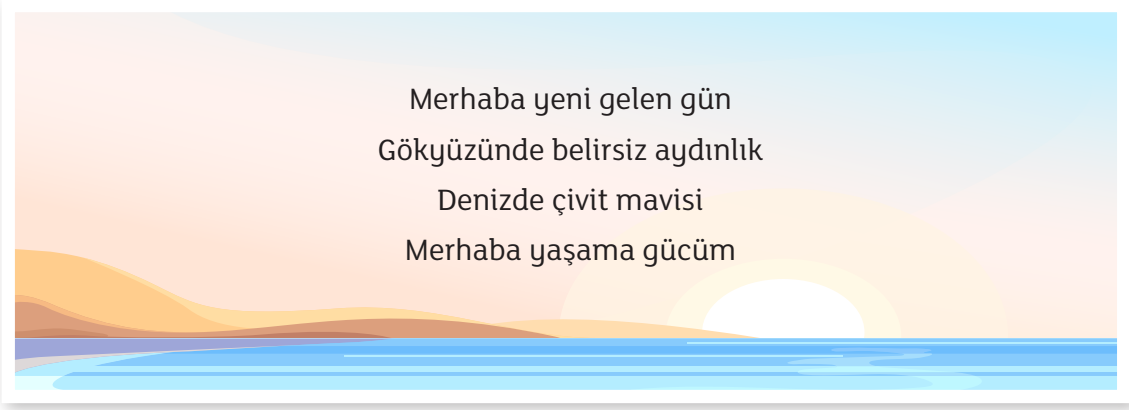 Merhaba yeni gelen gün
Gökyüzünde belirsiz aydınlık
Denizde çivit mavisi
Merhaba yaşama gücüm